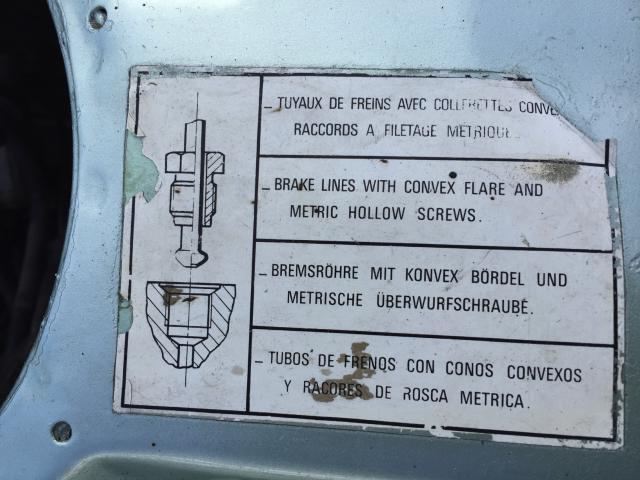 – TUYAUX DE FREINS AVEC COLLERETTES
RACCORDS A FILETAGE METRIQUE
– BRAKE LINES WITH CONVEX FLARE AND
METRIC HOLLOW SCREWS.
– BREMSRÖHRE MIT KONVEX BÖRDEL UND
METRISCHE ÜBERWURFSCHRAUBE.
– TUBOS DE FRENOS CON CONOS CONVEXOS
Y RACORES DE ROSCA METRICA.